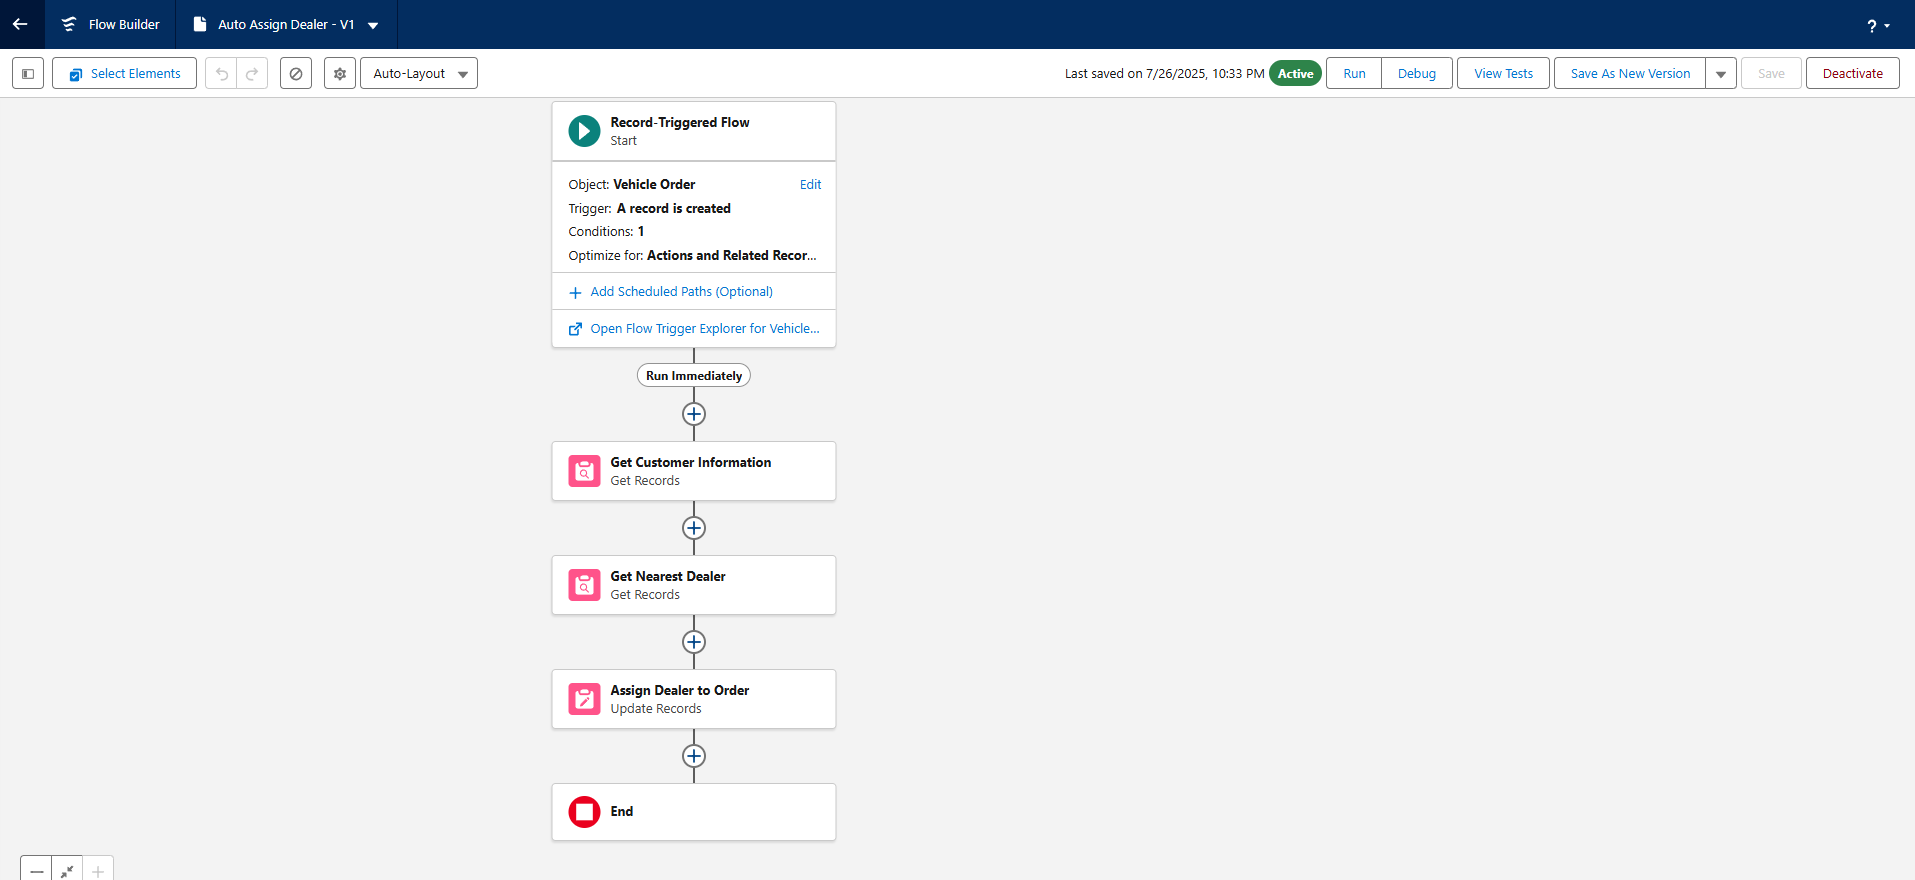 Flow Builder
Auto Assign Dealer - V1
?
Select Elements
Auto-Layout
Last saved on 7/26/2025, 10:33 PM
Active
Run
Debug
View Tests
Save As New Version
Save
Deactivate
Record-Triggered Flow
Start
Object: Vehicle Order
Edit
Trigger: A record is created
Conditions: 1
Optimize for: Actions and Related Recor...
Add Scheduled Paths (Optional)
Open Flow Trigger Explorer for Vehicle...
Run Immediately
Get Customer Information
Get Records
Get Nearest Dealer
Get Records
Assign Dealer to Order
Update Records
End